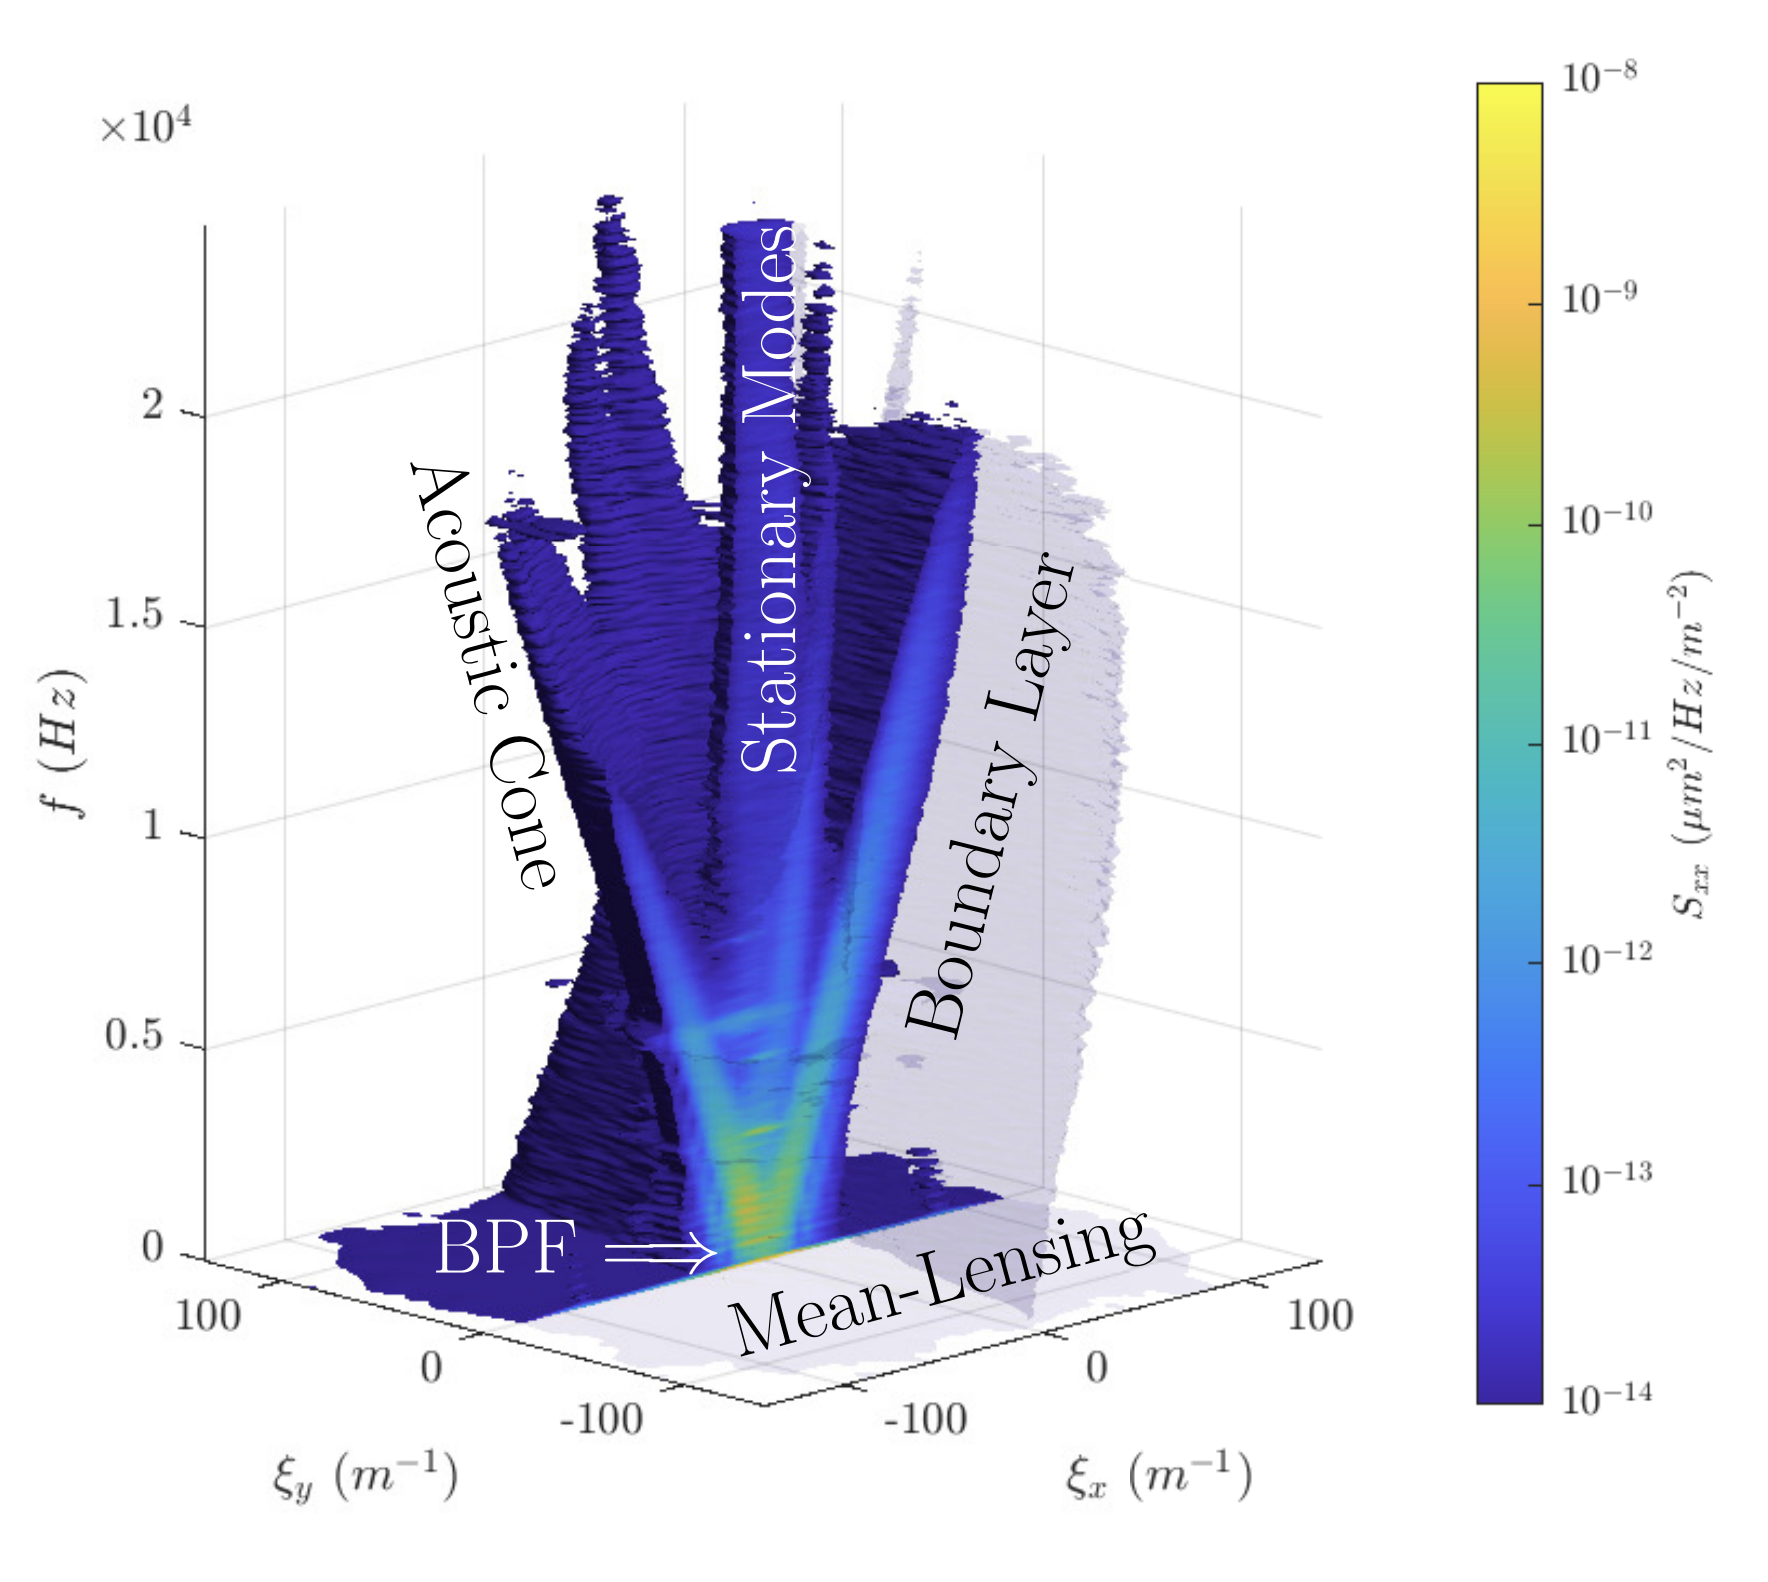 ×10⁴
2
1.5
1
0.5
0
f (Hz)
100
0
-100
ξ_y (m⁻¹)
-100
0
100
ξ_x (m⁻¹)
Acoustic Cone
Stationary Modes
Boundary Layer
BPF ⇒
Mean-Lensing
10⁻⁸
10⁻⁹
10⁻¹⁰
10⁻¹¹
10⁻¹²
10⁻¹³
10⁻¹⁴
S_xx (μm²/Hz/m⁻²)